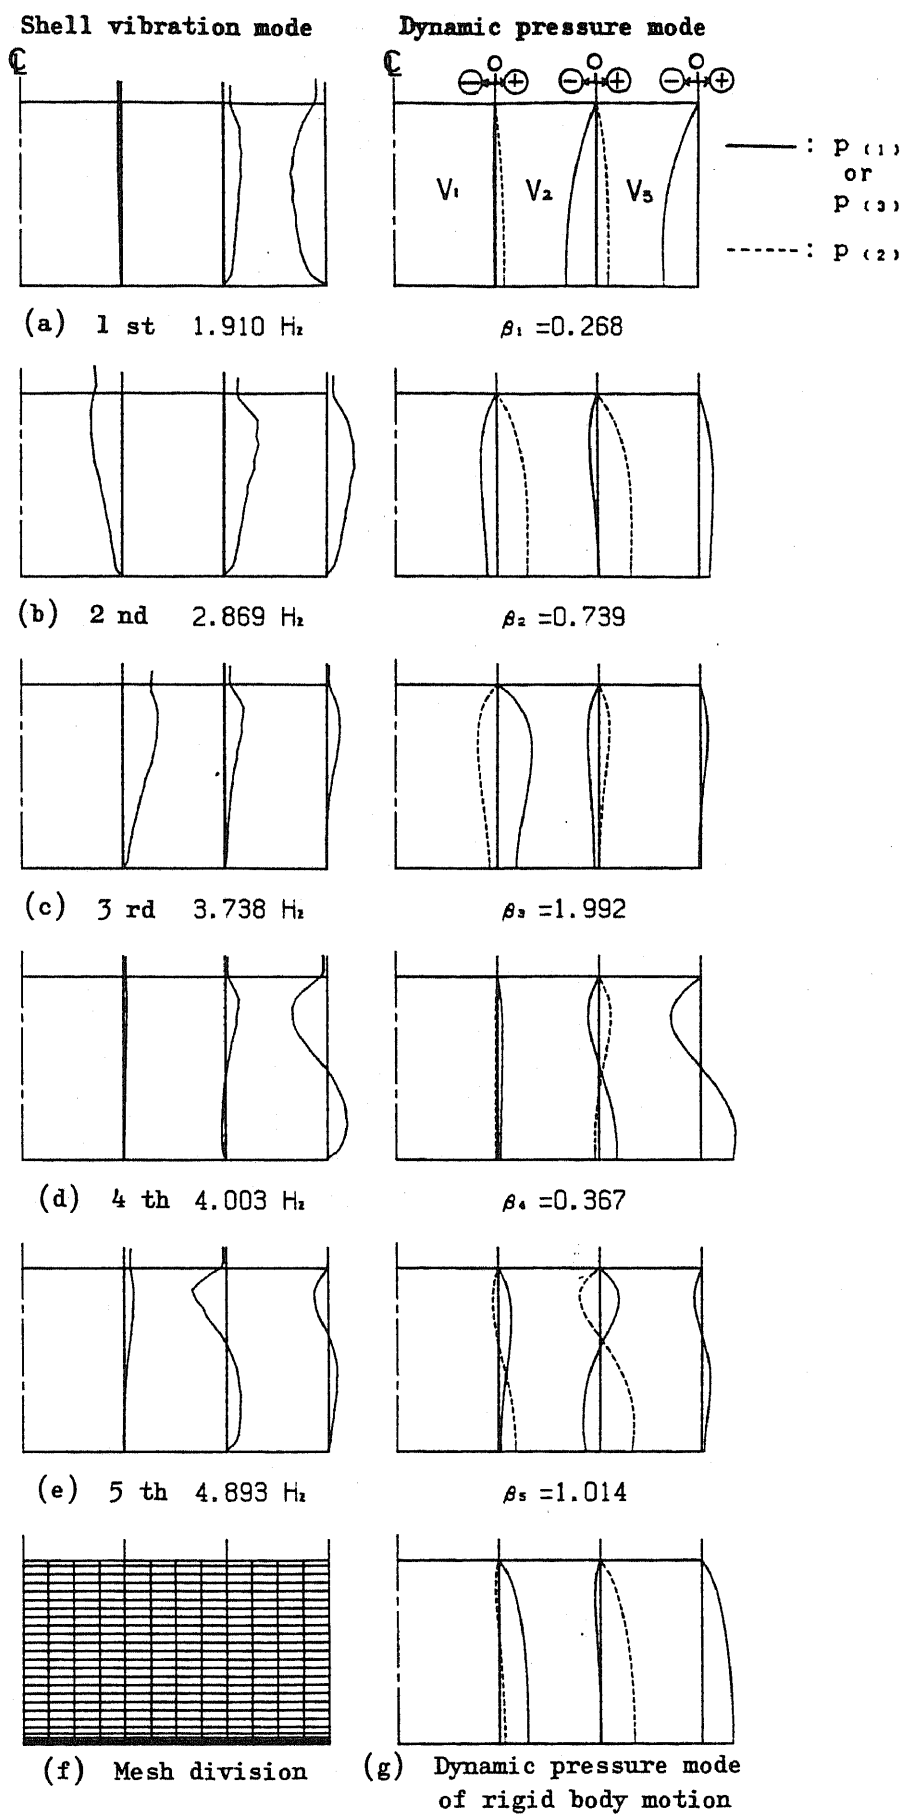 Shell vibration mode Dynamic pressure mode
℄ ℄ 0 0 0
⊖ ⊕ ⊖ ⊕ ⊖ ⊕
V₁ V₂ V₃
: P (1)
or
P (3)
: P (2)
(a) 1 st 1.910 Hz β₁ =0.268
(b) 2 nd 2.869 Hz β₂ =0.739
(c) 3 rd 3.738 Hz β₃ =1.992
(d) 4 th 4.003 Hz β₄ =0.367
(e) 5 th 4.893 Hz β₅ =1.014
(f) Mesh division (g) Dynamic pressure mode
of rigid body motion